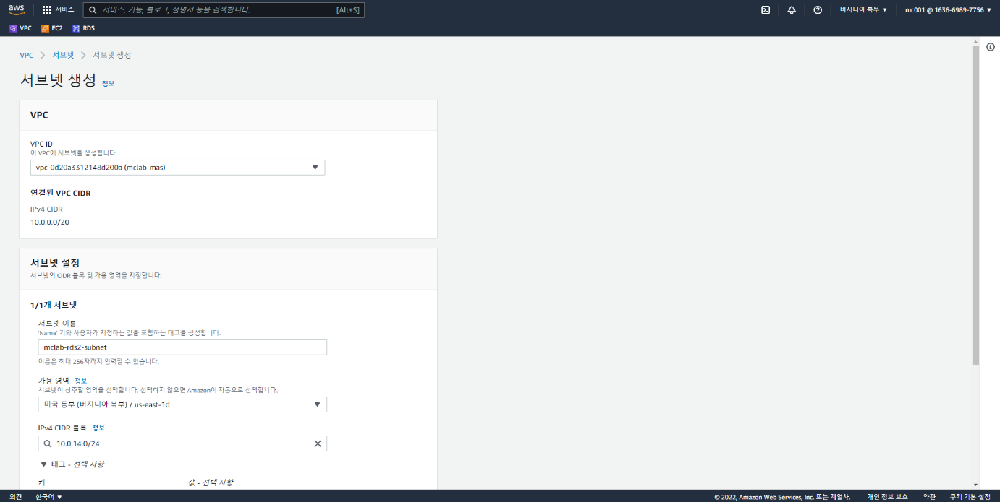 aws 서비스 서비스, 기능, 블로그, 설명서 등을 검색합니다. [Alt+S] 버지니아 북부 ▼ mc001 @ 1636-6989-7756 ▼
VPC EC2 RDS
VPC > 서브넷 > 서브넷 생성
서브넷 생성 정보
VPC
VPC ID
이 VPC에 서브넷를 생성합니다.
vpc-0d20a3312148d200a (mclab-mas)
연결된 VPC CIDR
IPv4 CIDR
10.0.0.0/20
서브넷 설정
서브넷의 CIDR 블록 및 가용 영역을 지정합니다.
1/1개 서브넷
서브넷 이름
'Name' 키와 사용자가 지정하는 값을 포함하는 태그를 생성합니다.
mclab-rds2-subnet
이름은 최대 256자까지 입력할 수 있습니다.
가용 영역 정보
서브넷이 상주할 영역을 선택합니다. 선택하지 않으면 Amazon이 자동으로 선택합니다.
미국 동부 (버지니아 북부) / us-east-1d
IPv4 CIDR 블록 정보
10.0.14.0/24
▼ 태그 - 선택 사항
키 값 - 선택 사항
의견 한국어 ▼ © 2022, Amazon Web Services, Inc. 또는 계열사. 개인 정보 보호 약관 쿠키 기본 설정